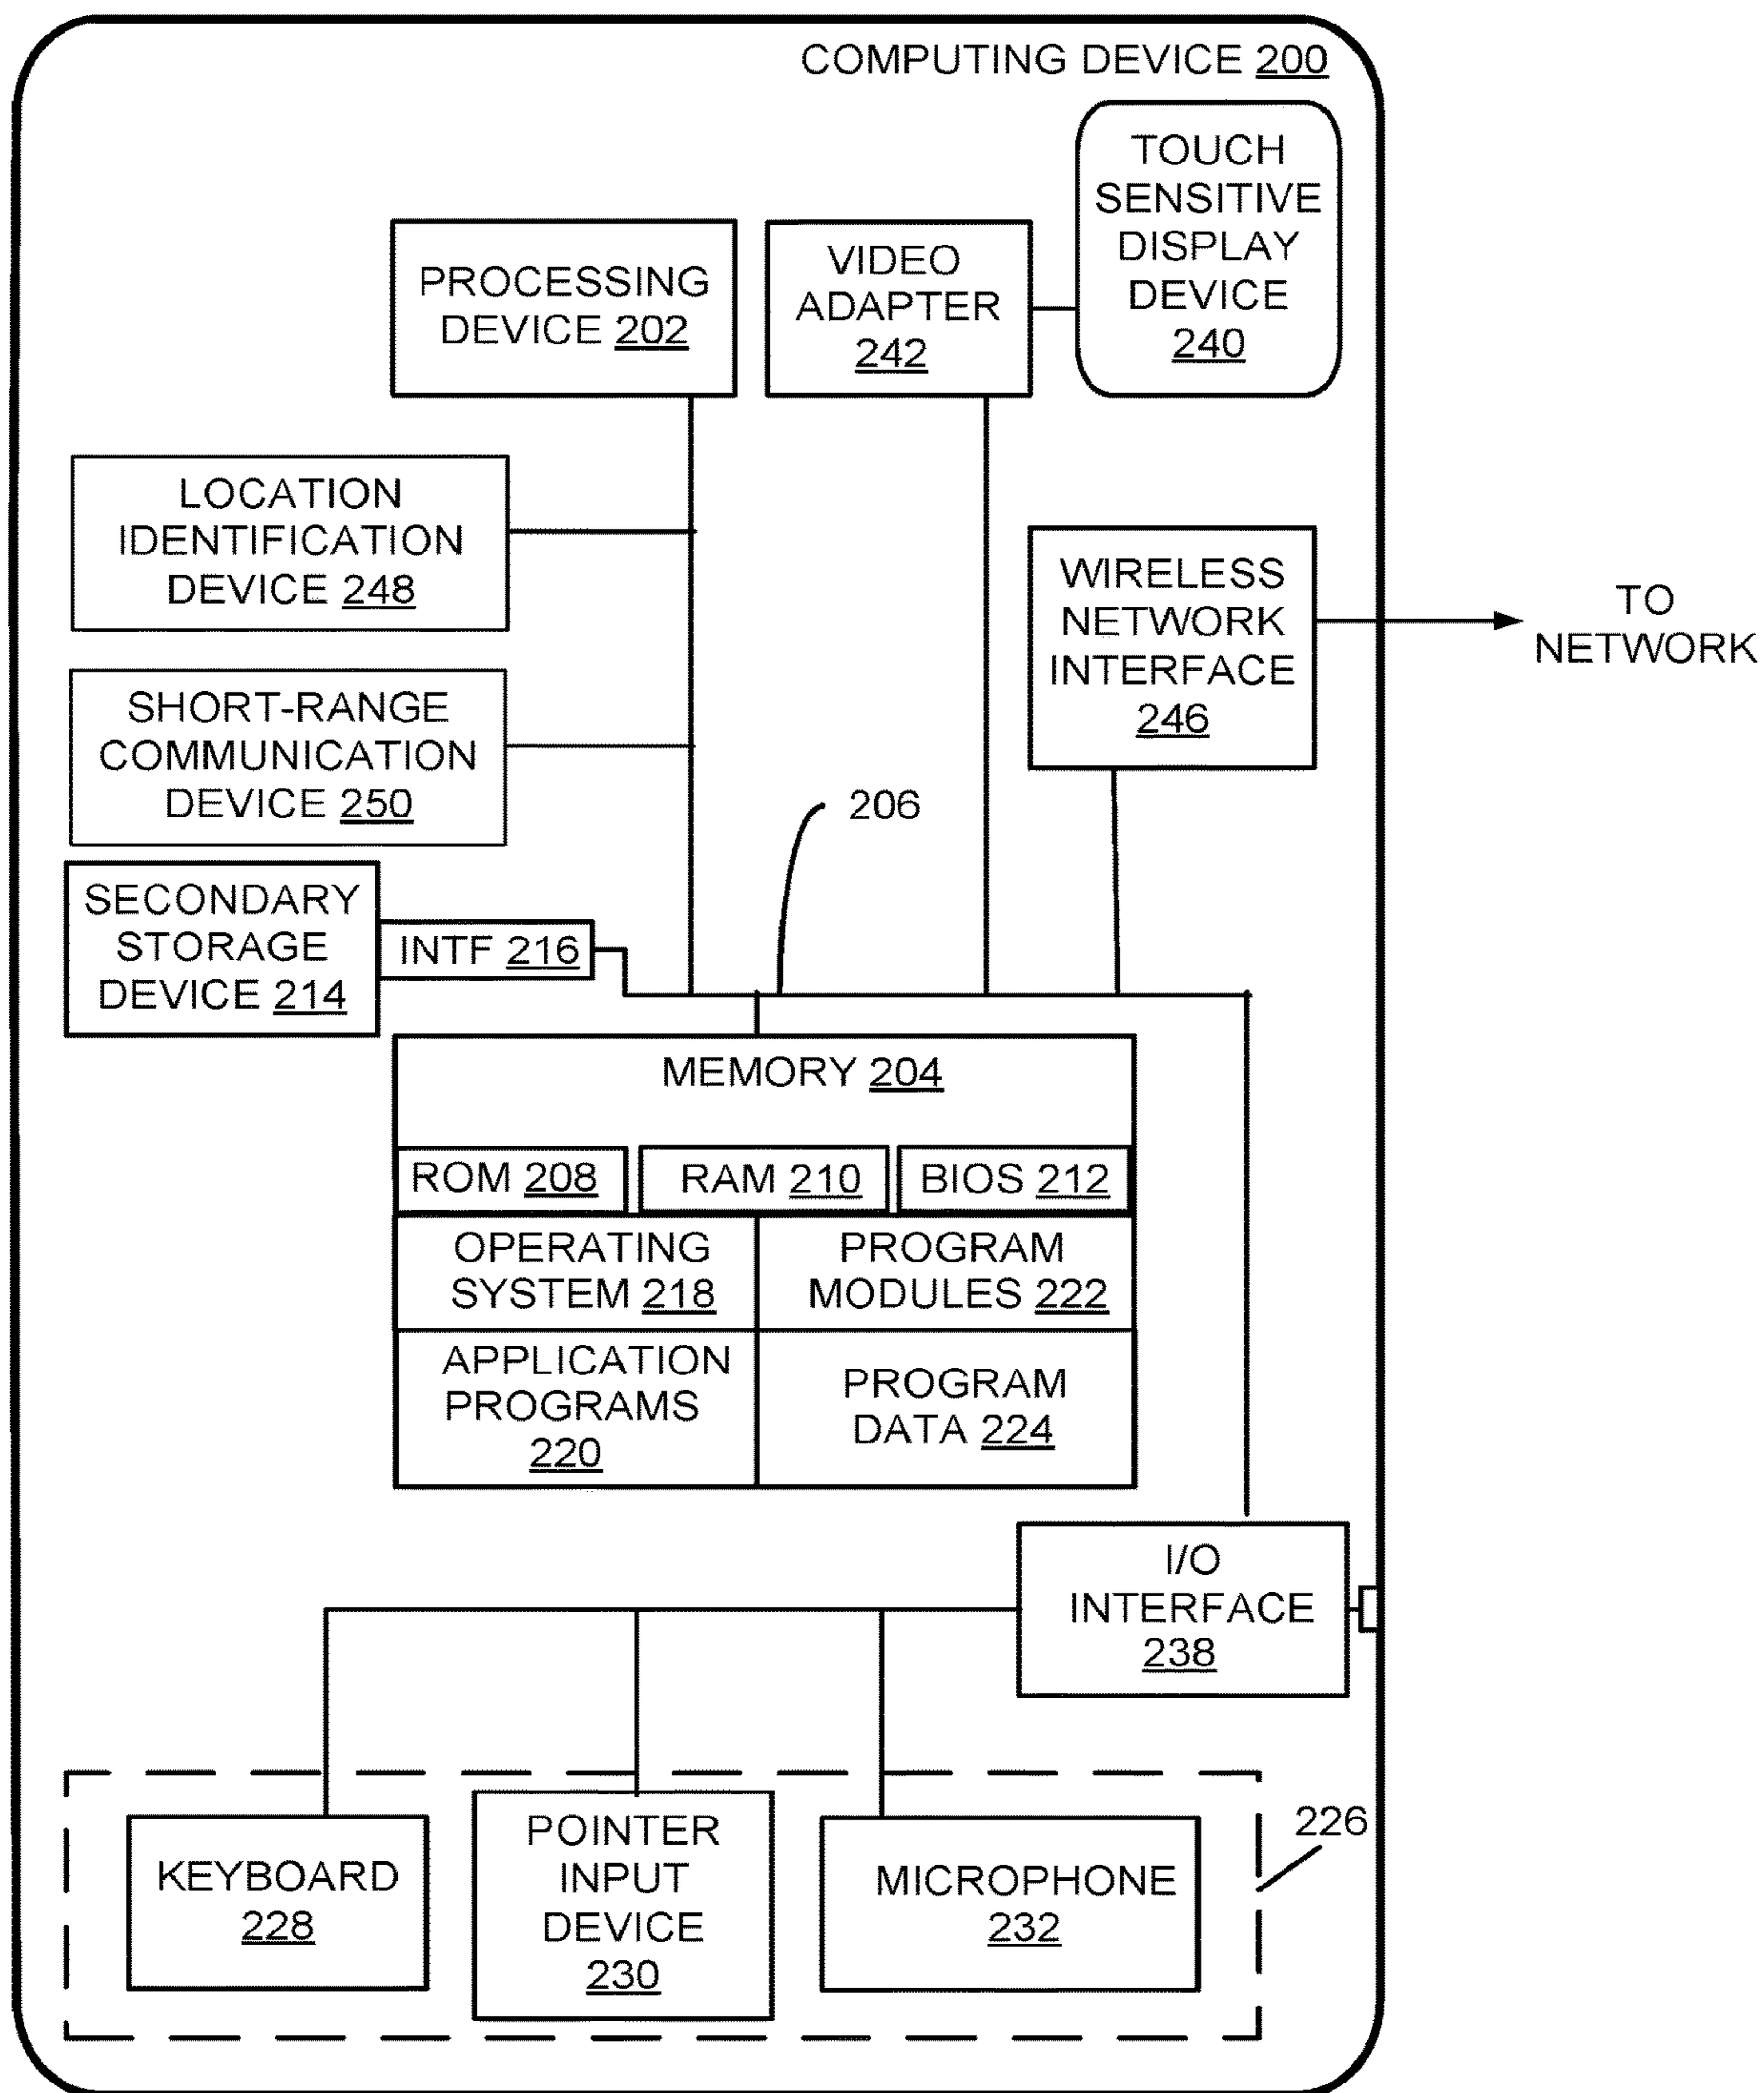 COMPUTING DEVICE 200
TOUCH
SENSITIVE
DISPLAY
DEVICE
240
PROCESSING
DEVICE 202
VIDEO
ADAPTER
242
LOCATION
IDENTIFICATION
DEVICE 248
WIRELESS
NETWORK
INTERFACE
246
TO
NETWORK
SHORT-RANGE
COMMUNICATION
DEVICE 250
206
SECONDARY
STORAGE
DEVICE 214
INTF 216
MEMORY 204
ROM 208
RAM 210
BIOS 212
OPERATING
SYSTEM 218
PROGRAM
MODULES 222
APPLICATION
PROGRAMS
220
PROGRAM
DATA 224
I/O
INTERFACE
238
226
KEYBOARD
228
POINTER
INPUT
DEVICE
230
MICROPHONE
232